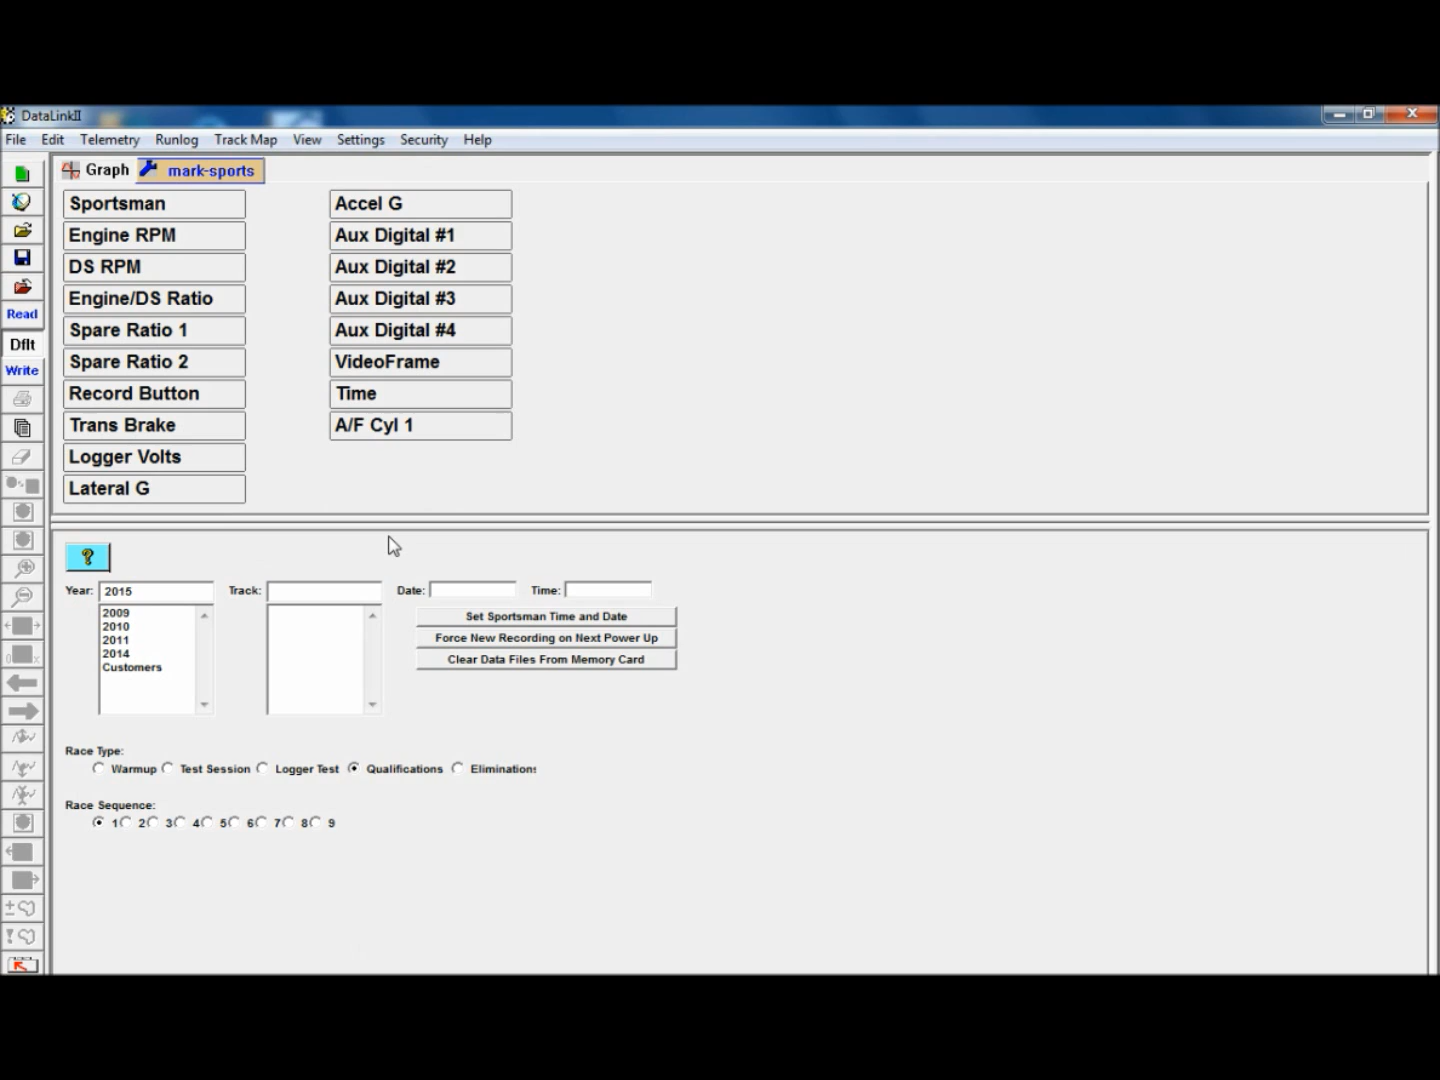 DataLinkII
File Edit Telemetry Runlog Track Map View Settings Security Help
Graph mark-sports
Sportsman Accel G
Engine RPM Aux Digital #1
DS RPM Aux Digital #2
Engine/DS Ratio Aux Digital #3
Spare Ratio 1 Aux Digital #4
Spare Ratio 2 VideoFrame
Record Button Time
Trans Brake A/F Cyl 1
Logger Volts
Lateral G
Read
Dflt
Write
?
Year: 2015 Track: Date: Time:
2009
2010
2011
2014
Customers
Set Sportsman Time and Date
Force New Recording on Next Power Up
Clear Data Files From Memory Card
Race Type:
Warmup Test Session Logger Test Qualifications Eliminations
Race Sequence:
1 2 3 4 5 6 7 8 9